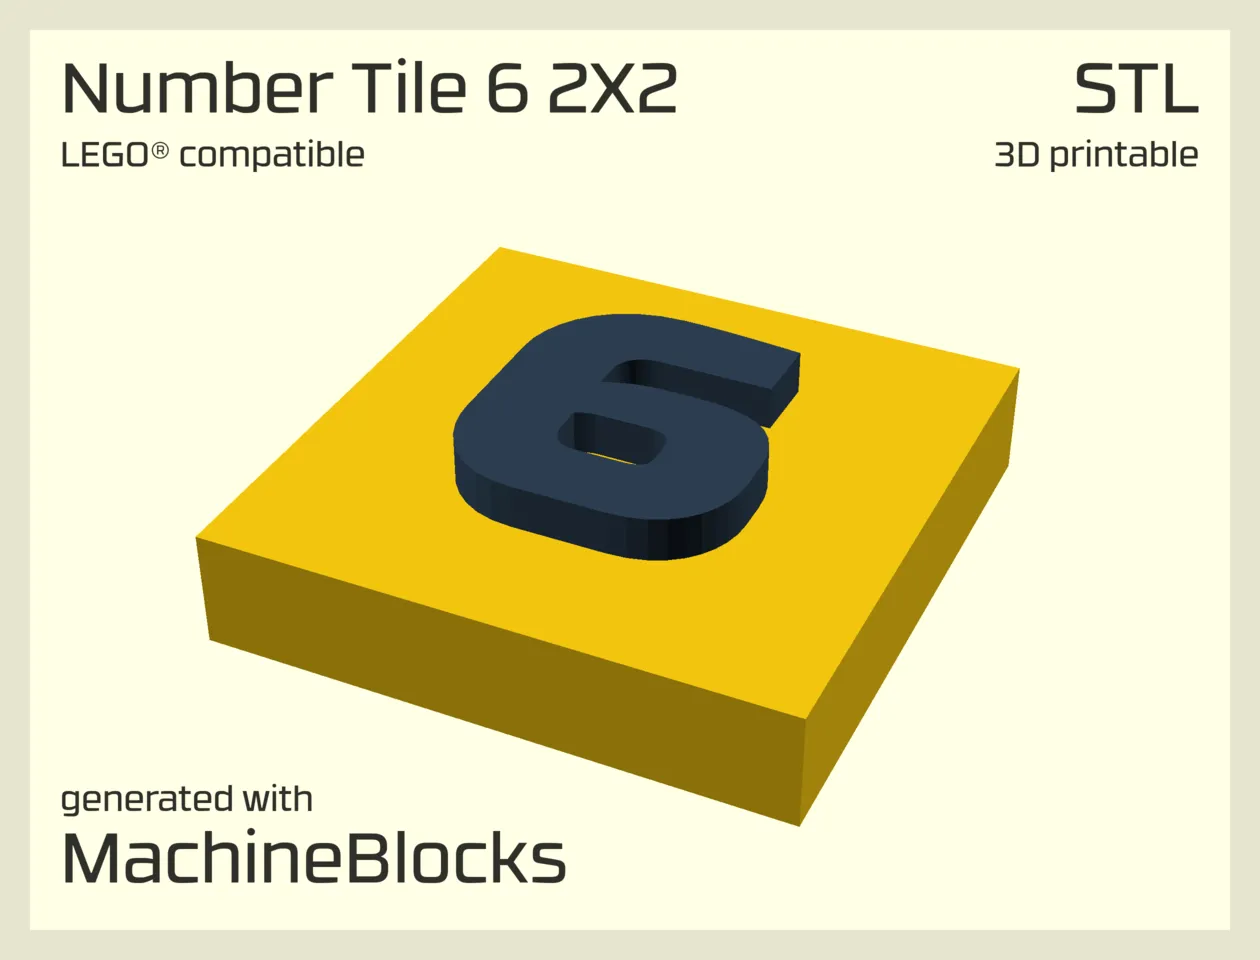 Number Tile 6 2X2
STL
LEGO® compatible
3D printable
6
generated with
MachineBlocks